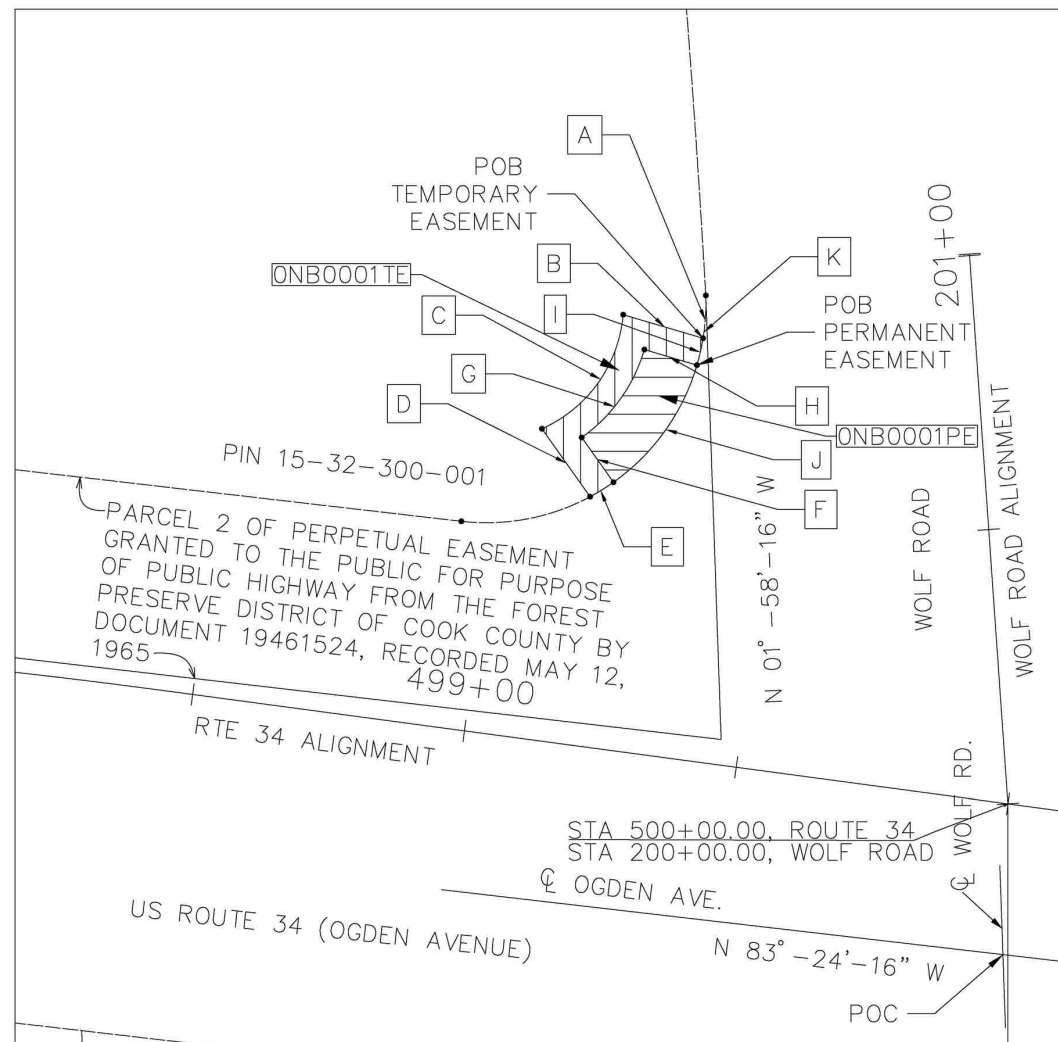 A
POB
TEMPORARY
EASEMENT
B
K
201+00
0NB0001TE
I
POB
PERMANENT
EASEMENT
C
G
H
D
0NB0001PE
J
PIN 15-32-300-001
F
E
PARCEL 2 OF PERPETUAL EASEMENT
GRANTED TO THE PUBLIC FOR PURPOSE
OF PUBLIC HIGHWAY FROM THE FOREST
PRESERVE DISTRICT OF COOK COUNTY BY
DOCUMENT 19461524, RECORDED MAY 12,
1965
499+00
N 01°-58'-16" W
WOLF ROAD
WOLF ROAD ALIGNMENT
RTE 34 ALIGNMENT
STA 500+00.00, ROUTE 34
STA 200+00.00, WOLF ROAD
℄ WOLF RD.
℄ OGDEN AVE.
US ROUTE 34 (OGDEN AVENUE)
N 83°-24'-16" W
POC